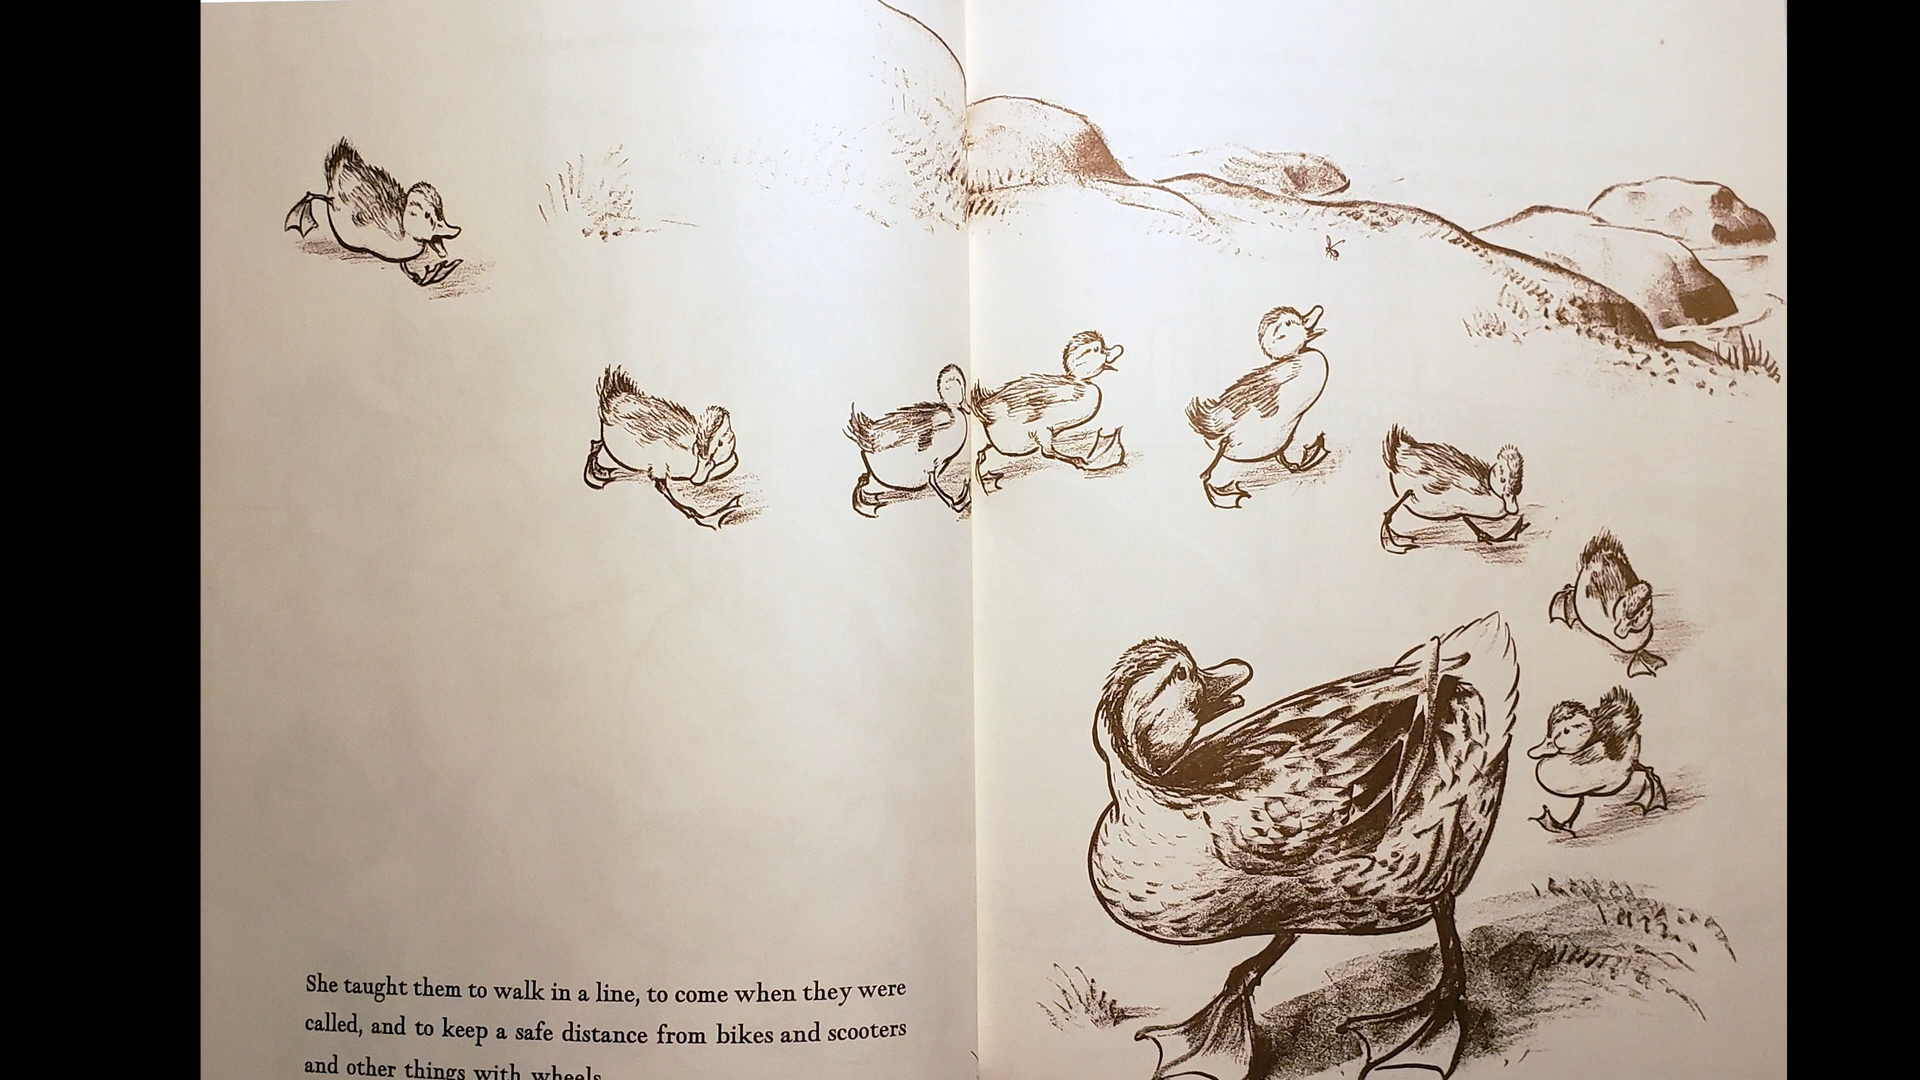 She taught them to walk in a line, to come when they were
called, and to keep a safe distance from bikes and scooters
and other things with wheels